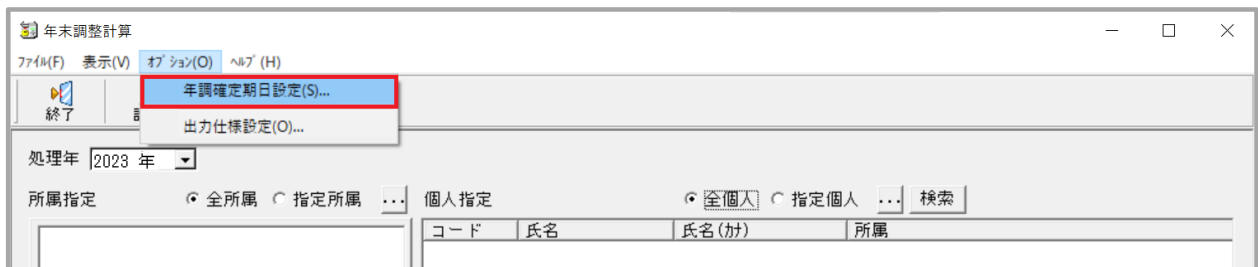 年末調整計算
ﾌｧｲﾙ(F) 表示(V) ｵﾌﾟｼｮﾝ(O) ﾍﾙﾌﾟ(H)
年調確定期日設定(S)...
終了
出力仕様設定(O)...
処理年 2023 年
所属指定 全所属 指定所属 ... 個人指定 全個人 指定個人 ... 検索
コード 氏名 氏名(ｶﾅ) 所属